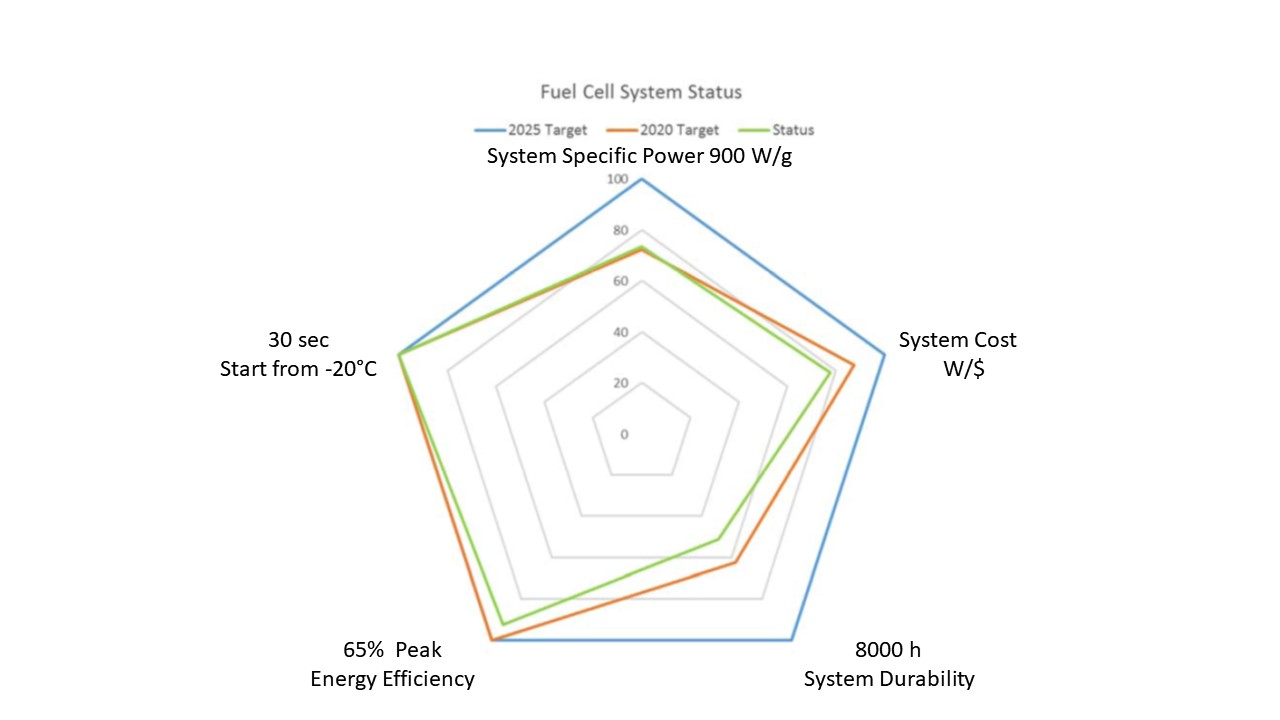 Fuel Cell System Status
2025 Target 2020 Target Status
System Specific Power 900 W/g
100
80
60
40
20
0
30 sec
Start from -20°C
System Cost
W/$
65% Peak
Energy Efficiency
8000 h
System Durability